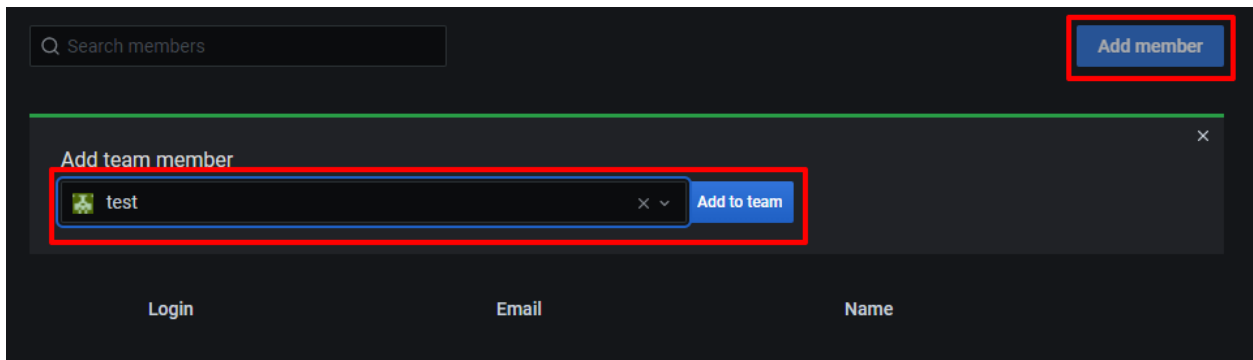 Search members
Add member
Add team member
test
Add to team
Login Email Name